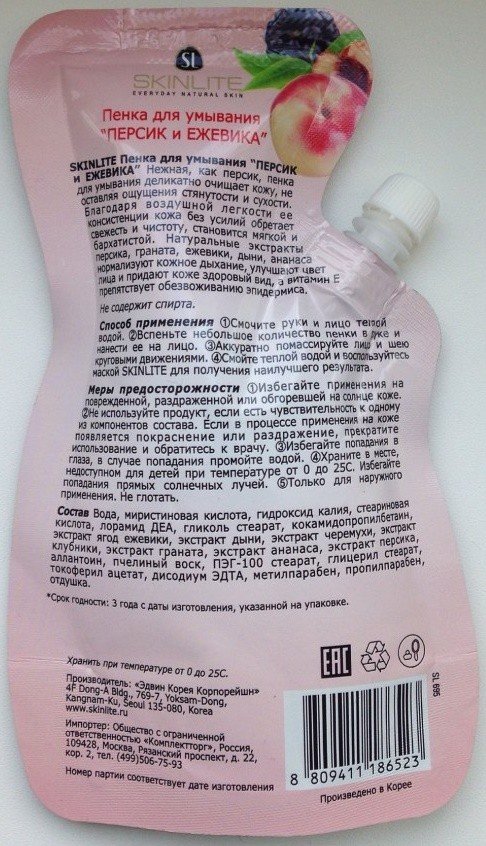 SL
SKINLITE
EVERYDAY NATURAL SKIN
Пенка для умывания
"ПЕРСИК и ЕЖЕВИКА"
SKINLITE Пенка для умывания "ПЕРСИК
и ЕЖЕВИКА" Нежная, как персик, пенка
для умывания деликатно очищает кожу, не
оставляя ощущения стянутости и сухости.
Благодаря воздушной легкости ее
консистенции кожа без усилий обретает
свежесть и чистоту, становится мягкой и
бархатистой. Натуральные экстракты
персика, граната, ежевики, дыни, ананаса
нормализуют кожное дыхание, улучшают цвет
лица и придают коже здоровый вид, а витамин Е
препятствует обезвоживанию эпидермиса.
Не содержит спирта.
Способ применения ①Смочите руки и лицо теплой
водой. ②Вспеньте небольшое количество пенки в руке и
нанести ее на лицо. ③Аккуратно помассируйте лицо и шею
круговыми движениями. ④Смойте теплой водой и воспользуйтесь
маской SKINLITE для получения наилучшего результата.
Меры предосторожности ①Избегайте применения на
поврежденной, раздраженной или обгоревшей на солнце коже.
②Не используйте продукт, если есть чувствительность к одному
из компонентов состава. Если в процессе применения на коже
появляется покраснение или раздражение, прекратите
использование и обратитесь к врачу. ③Избегайте попадания в
глаза, в случае попадания промойте водой. ④Храните в месте,
недоступном для детей при температуре от 0 до 25С. Избегайте
попадания прямых солнечных лучей. ⑤Только для наружного
применения. Не глотать.
Состав Вода, миристиновая кислота, гидроксид калия, стеариновая
кислота, лорамид ДЕА, гликоль стеарат, кокамидопропилбетаин,
экстракт ягод ежевики, экстракт дыни, экстракт черемухи, экстракт
клубники, экстракт граната, экстракт ананаса, экстракт персика,
аллантоин, пчелиный воск, ПЭГ-100 стеарат, глицерил стеарат,
токоферил ацетат, дисодиум ЭДТА, метилпарабен, пропилпарабен,
отдушка.
*Срок годности: 3 года с даты изготовления, указанной на упаковке.
Хранить при температуре от 0 до 25С.
Производитель: «Эдвин Корея Корпорейшн»
4F Dong-A Bldg., 769-7, Yoksam-Dong,
Kangnam-Ku, Seoul 135-080, Korea
www.skinlite.ru
Импортер: Общество с ограниченной
ответственностью «Комплектторг», Россия,
109428, Москва, Рязанский проспект, д. 22,
кор. 2, тел. (499)506-75-93
Номер партии соответствует дате изготовления
EAC
SL 695
8 809411 186523
Произведено в Корее